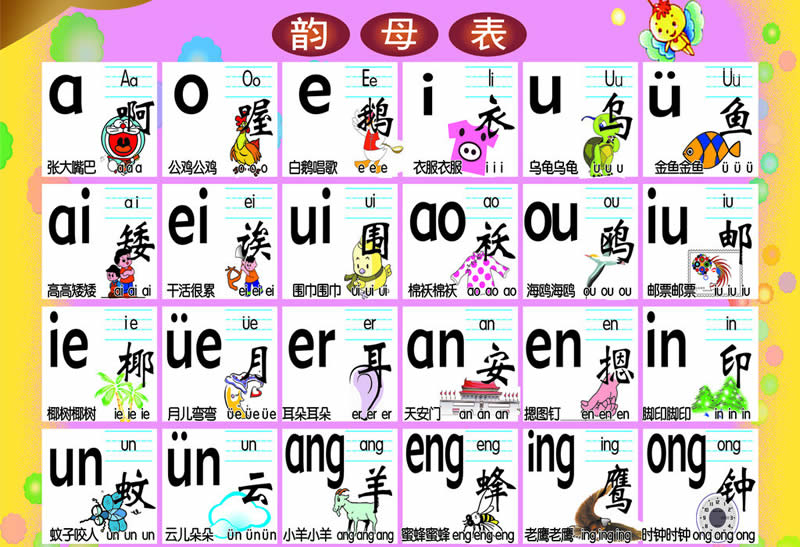 韵母表
a Aa 啊
张大嘴巴 a a a
o Oo 喔
公鸡公鸡 o o o
e Ee 鹅
白鹅唱歌 e e e
i Ii 衣
衣服衣服 i i i
u Uu 乌
乌龟乌龟 u u u
ü Üü 鱼
金鱼金鱼 ü ü ü
ai ai 矮
高高矮矮 ai ai ai
ei ei 诶
干活很累 ei ei ei
ui ui 围
围巾围巾 ui ui ui
ao ao 袄
棉袄棉袄 ao ao ao
ou ou 鸥
海鸥海鸥 ou ou ou
iu iu 邮
邮票邮票 iu iu iu
ie ie 椰
椰树椰树 ie ie ie
üe üe 月
月儿弯弯 üe üe üe
er er 耳
耳朵耳朵 er er er
an an 安
天安门 an an an
en en 摁
摁图钉 en en en
in in 印
脚印脚印 in in in
un un 蚊
蚊子咬人 un un un
ün un 云
云儿朵朵 ün ün ün
ang ang 羊
小羊小羊 ang ang ang
eng eng 蜂
蜜蜂蜜蜂 eng eng eng
ing ing 鹰
老鹰老鹰 ing ing ing
ong ong 钟
时钟时钟 ong ong ong